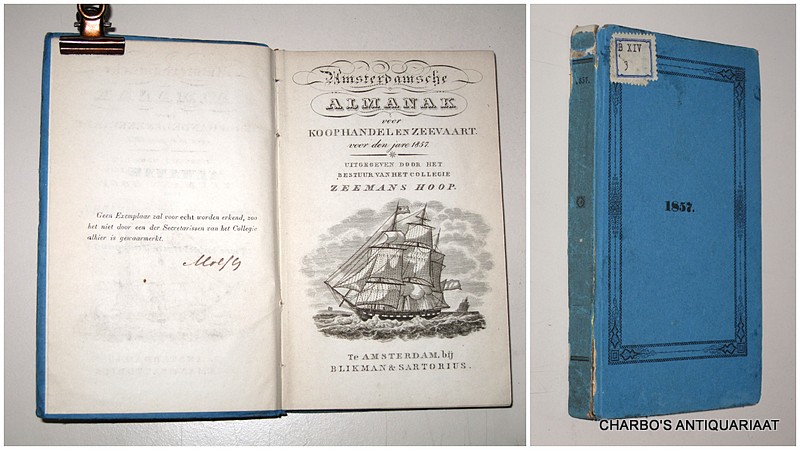 Geen Exemplaar zal voor echt worden erkend, zoo
het niet door een der Secretarissen van het Collegie
alhier is gewaarmerkt.
Amsterdamsche
ALMANAK
voor
KOOPHANDEL EN ZEEVAART.
voor den jare 1857.
UITGEGEVEN DOOR HET
BESTUUR VAN HET COLLEGIE
ZEEMANS HOOP.
Te AMSTERDAM, bij
BLIKMAN & SARTORIUS.
B XIV
1857.
CHARBO'S ANTIQUARIAAT